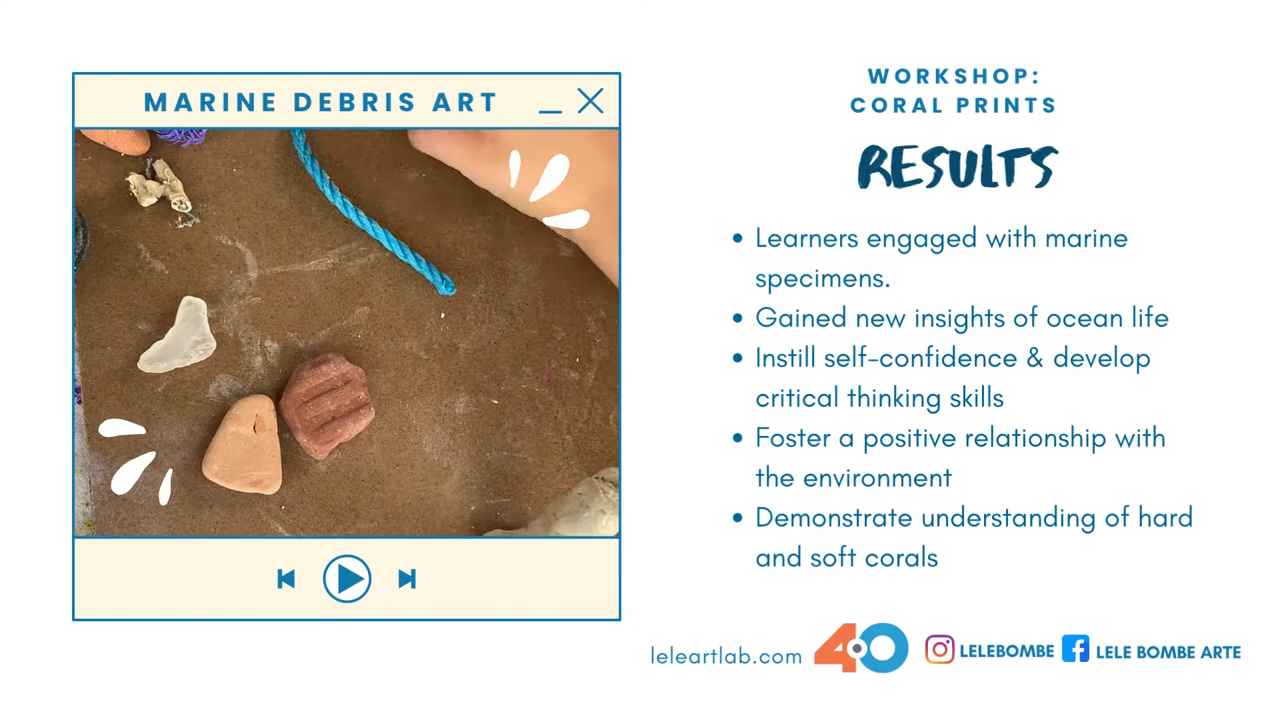 MARINE DEBRIS ART
WORKSHOP:
CORAL PRINTS
RESULTS
• Learners engaged with marine
specimens.
• Gained new insights of ocean life
• Instill self-confidence & develop
critical thinking skills
• Foster a positive relationship with
the environment
• Demonstrate understanding of hard
and soft corals
leleartlab.com
40
LELEBOMBE
LELE BOMBE ARTE